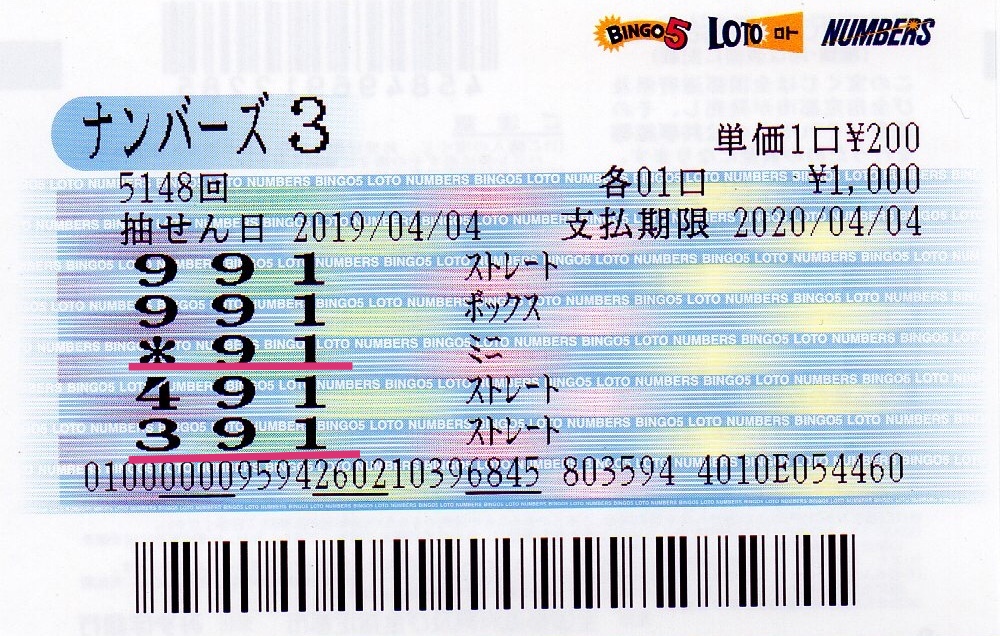 BINGO5 LOTO ロト NUMBERS
ナンバーズ3
単価1口¥200
5148回 各01口 ¥1,000
抽せん日 2019/04/04 支払期限 2020/04/04
9 9 1 ストレート
9 9 1 ボックス
* 9 1 ミニ
4 9 1 ストレート
3 9 1 ストレート
010000009594260210396845 803594 4010E054460